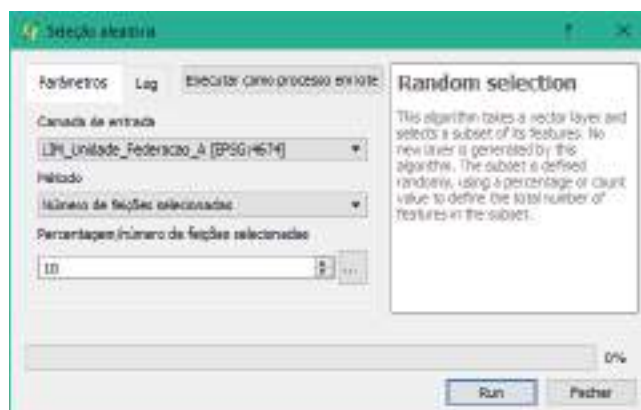 Seleção aleatória
Parâmetros
Log
Executar como processo em lote
Camada de entrada
LIM_Unidade_Federacao_A [EPSG:4674]
Método
Número de feições selecionadas
Percentagem/número de feições selecionadas
10
...
Random selection
This algorithm takes a vector layer and
selects a subset of its features. No
new layer is generated by this
algorithm. The subset is defined
randomly, using a percentage or count
value to define the total number of
features in the subset.
0%
Run
Fechar